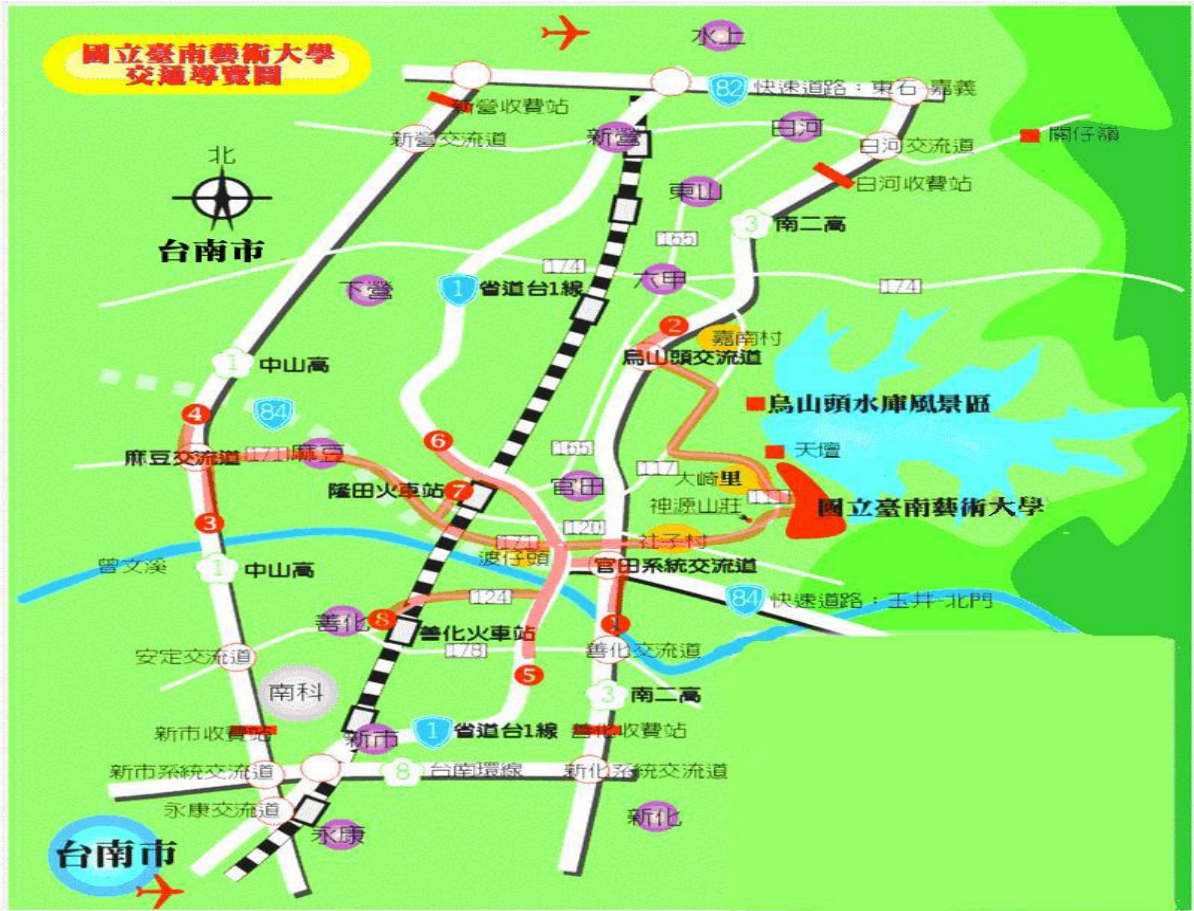 國立臺南藝術大學
交通導覽圖
水上
82
快速道路：東石-嘉義
新營收費站
新營交流道
新營
白河
白河交流道
關仔嶺
北
台南市
東山
白河收費站
165
3
南二高
174
六甲
174
下營
1
省道台1線
2
嘉南村
烏山頭交流道
1
中山高
84
4
烏山頭水庫風景區
6
麻豆交流道
171
麻豆
165
117
天壇
隆田火車站
7
官田
大崎里
111
神源山莊
國立臺南藝術大學
3
120
171
社子村
渡仔頭
官田系統交流道
曾文溪
1
中山高
124
84
快速道路：玉井-北門
善化
8
善化火車站
1
178
善化交流道
安定交流道
5
南科
3
南二高
新市收費站
新市
1
省道台1線
善化收費站
新市系統交流道
8
台南環線
新化系統交流道
永康交流道
永康
新化
台南市